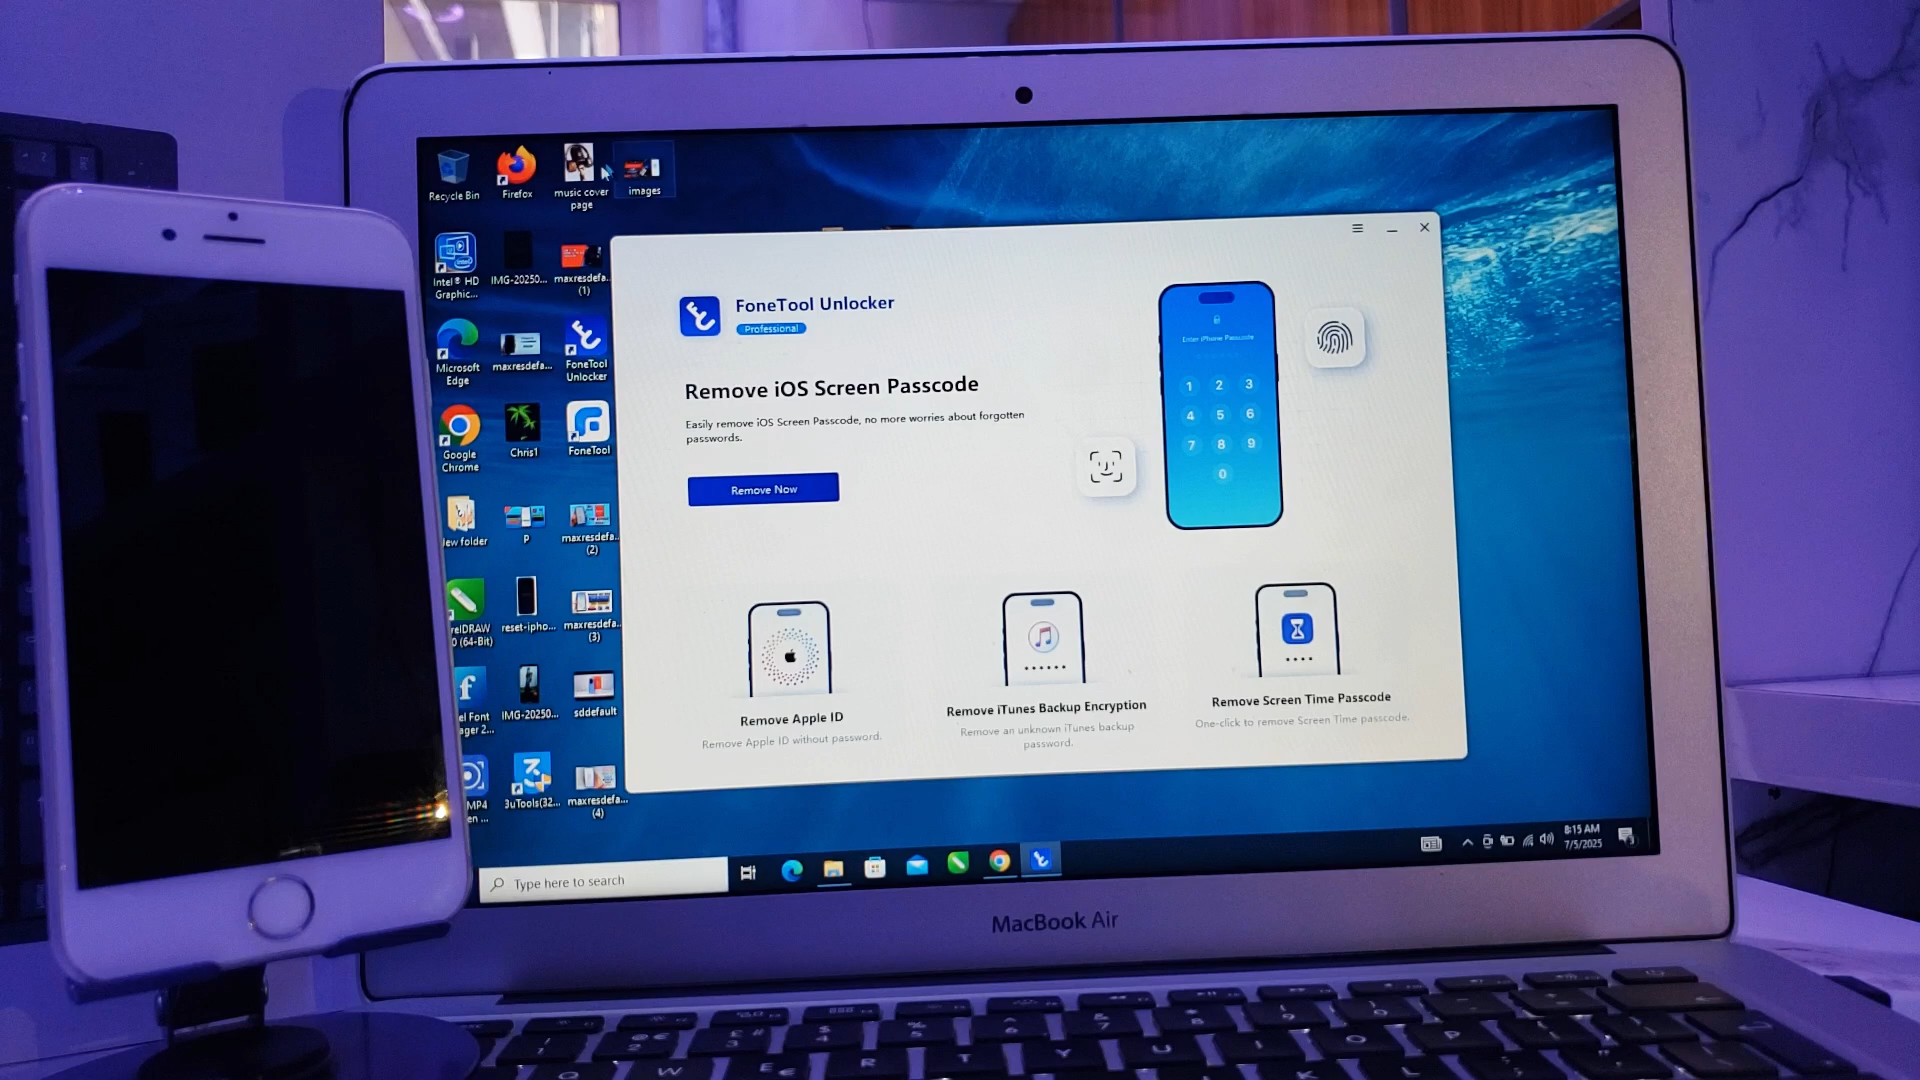 Recycle Bin
Firefox
music cover
page
images
Intel® HD
Graphic...
IMG-20250...
maxresdefa...
(1)
Microsoft
Edge
maxresdefa...
FoneTool
Unlocker
Google
Chrome
Chris1
FoneTool
ew folder
p
maxresdefa...
(2)
relDRAW
0 (64-Bit)
reset-ipho...
maxresdefa...
(3)
el Font
ager 2...
IMG-20250...
sddefault
MP4
en ...
3uTools(32...
maxresdefa...
(4)
FoneTool Unlocker
Professional
Remove iOS Screen Passcode
Easily remove iOS Screen Passcode, no more worries about forgotten
passwords.
Remove Now
Enter iPhone Passcode
1 2 3
4 5 6
7 8 9
0
Remove Apple ID
Remove Apple ID without password.
Remove iTunes Backup Encryption
Remove an unknown iTunes backup
password.
Remove Screen Time Passcode
One-click to remove Screen Time passcode.
Type here to search
8:15 AM
7/5/2025
MacBook Air